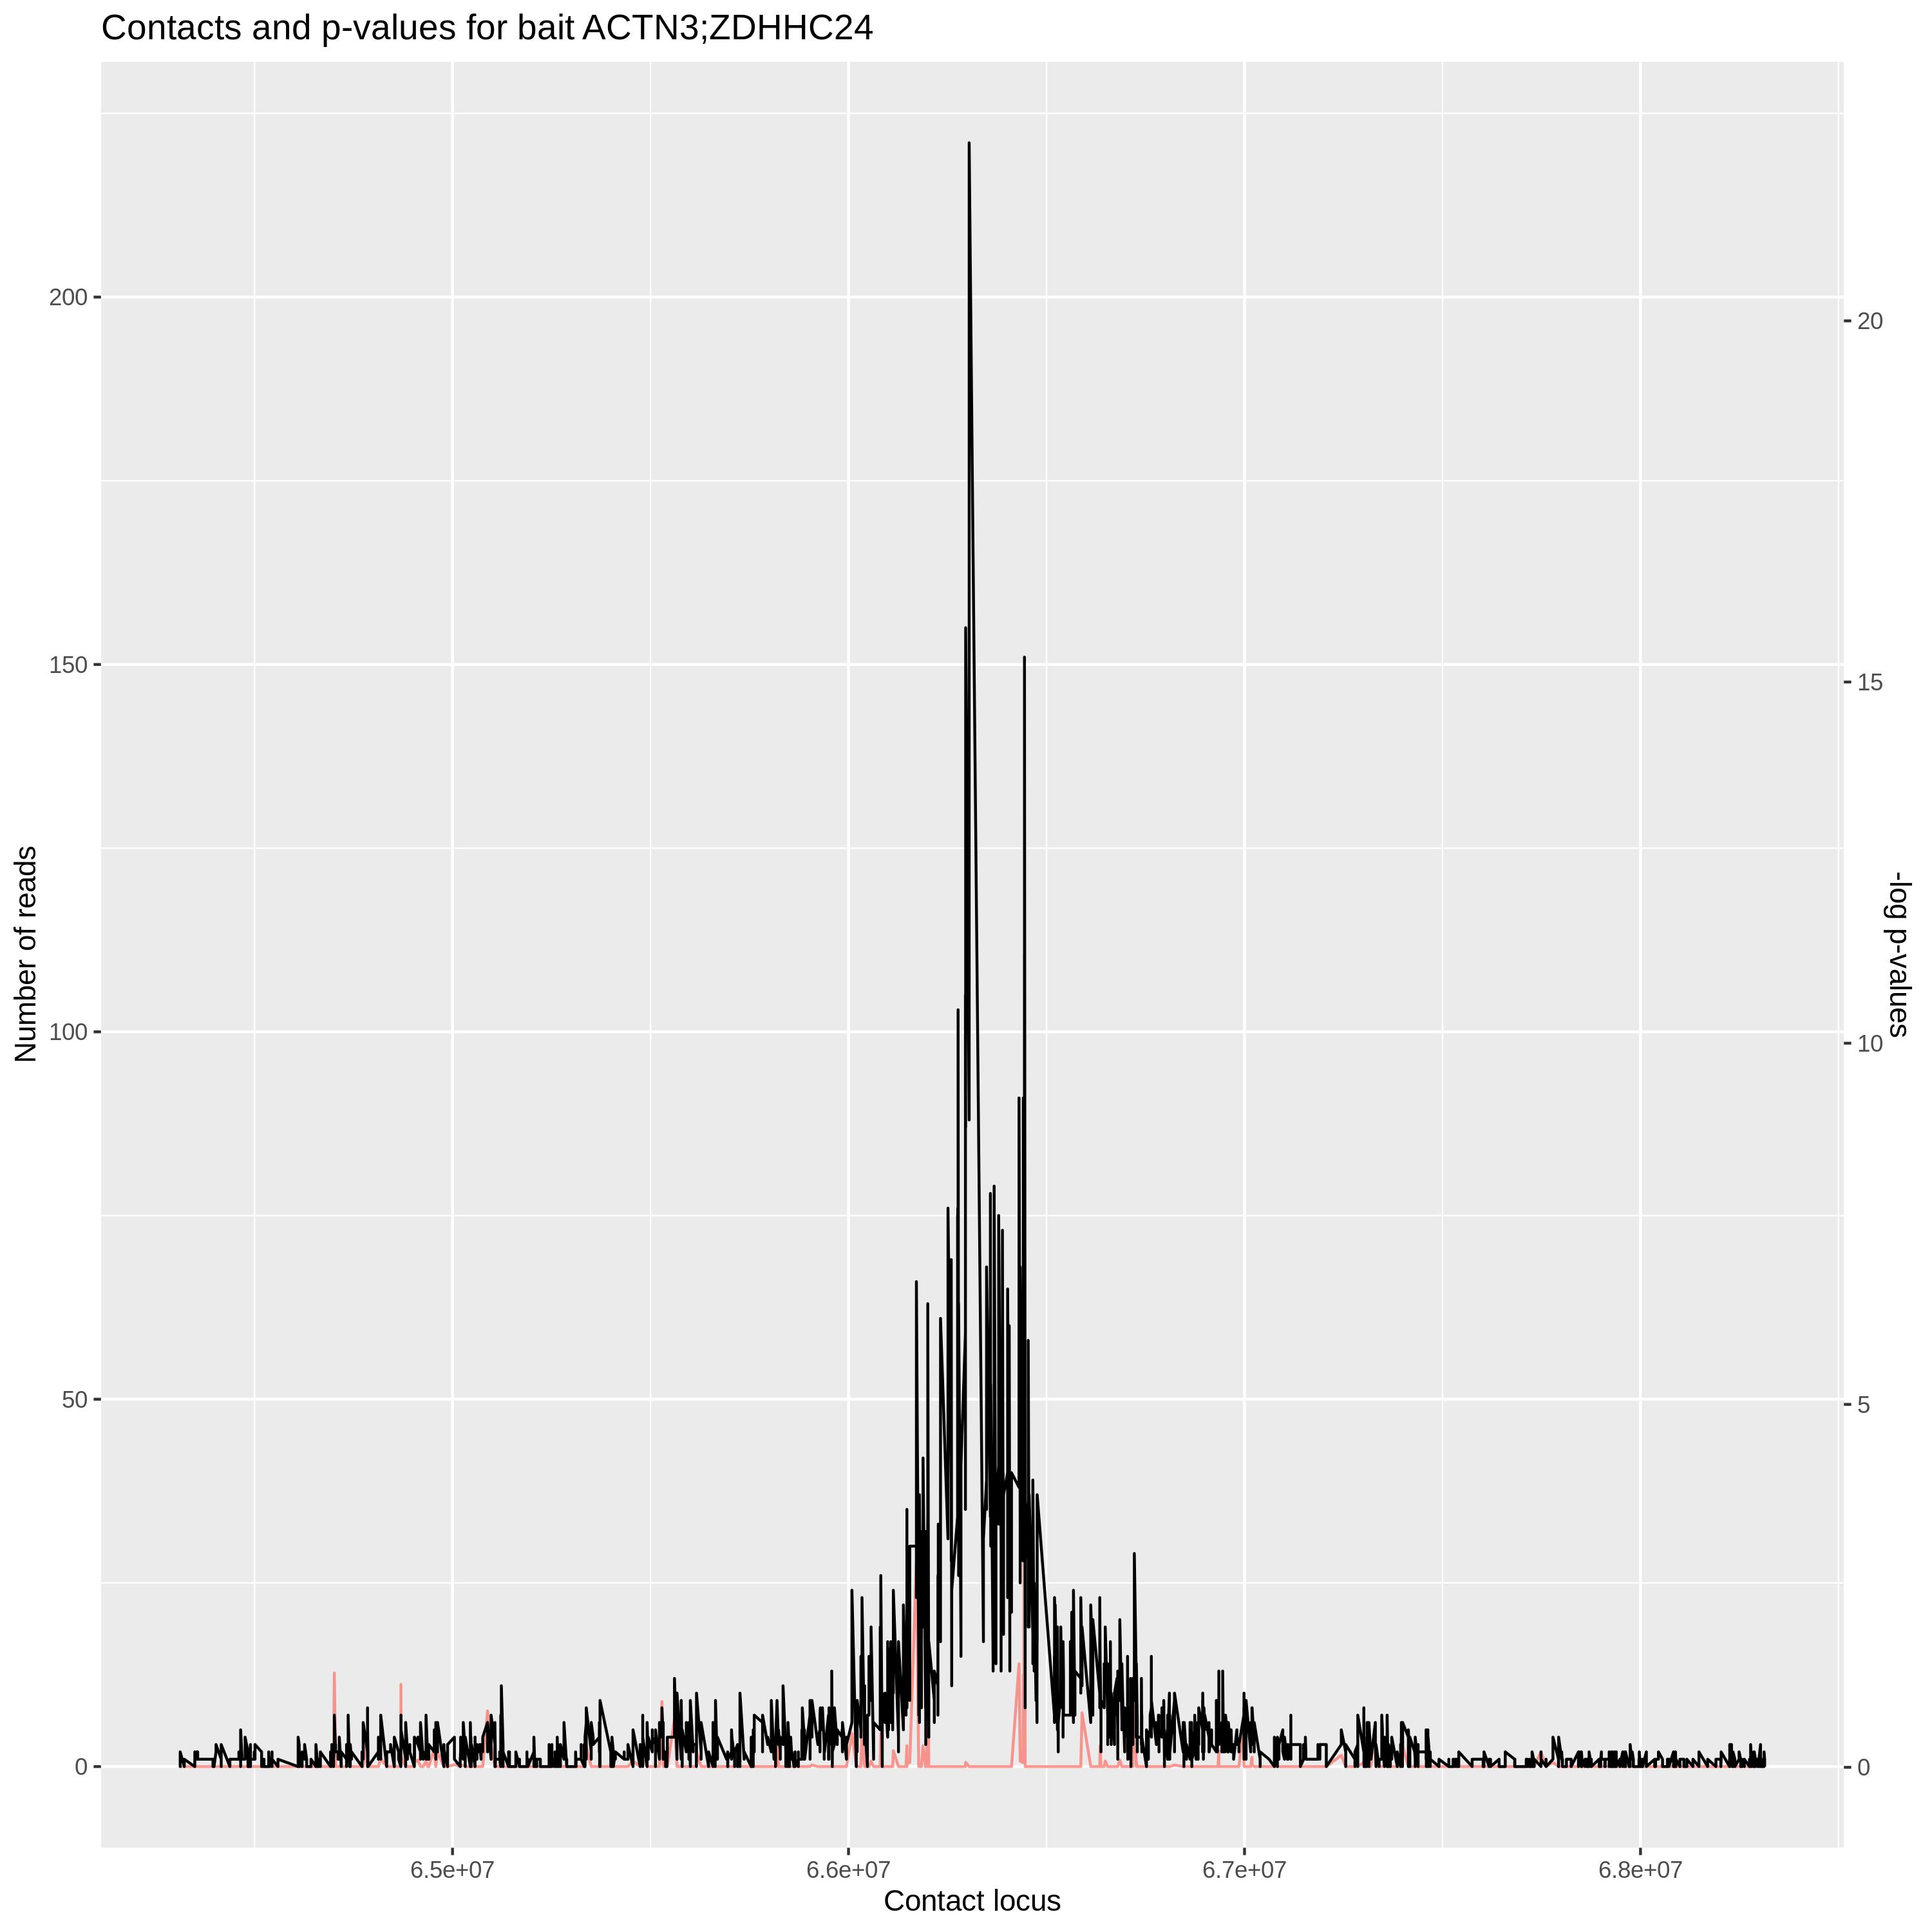 Contacts and p-values for bait ACTN3;ZDHHC24
200
150
100
50
0
Number of reads
20
15
10
5
0
-log p-values
6.5e+07 6.6e+07 6.7e+07 6.8e+07
Contact locus